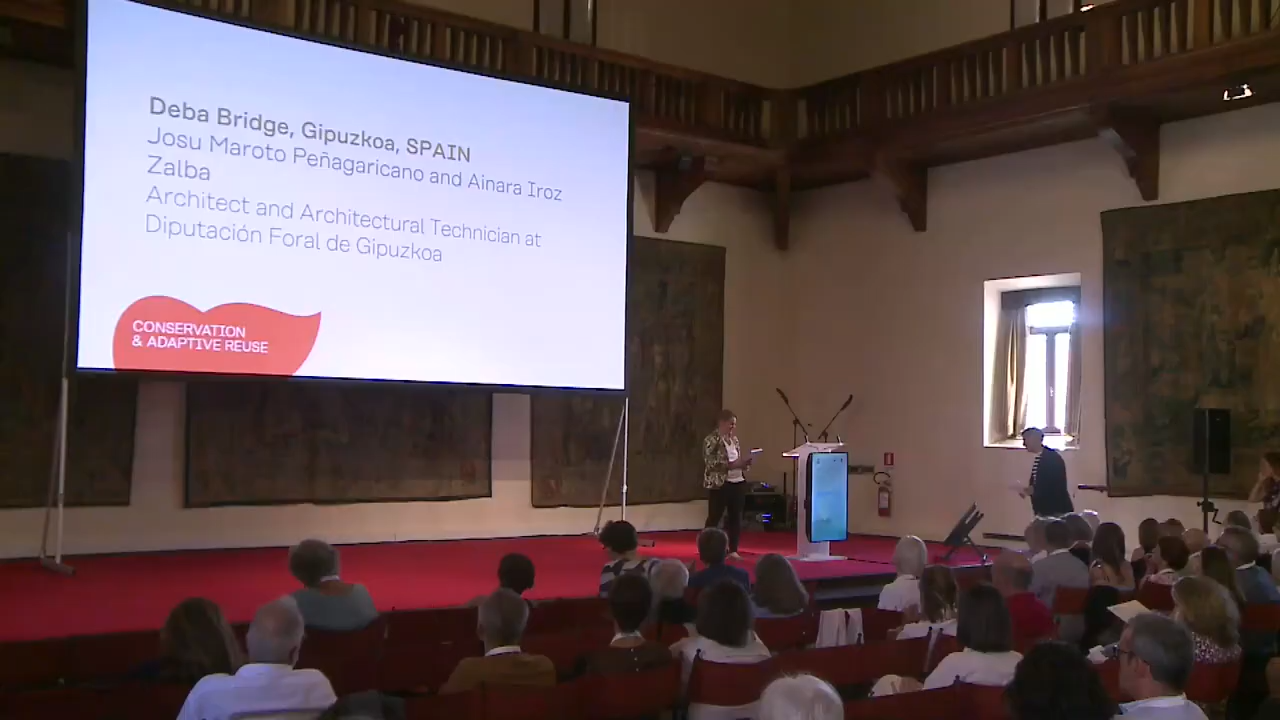 Deba Bridge, Gipuzkoa, SPAIN
Josu Maroto Peñagaricano and Ainara Iroz
Zalba
Architect and Architectural Technician at
Diputación Foral de Gipuzkoa
CONSERVATION
& ADAPTIVE REUSE